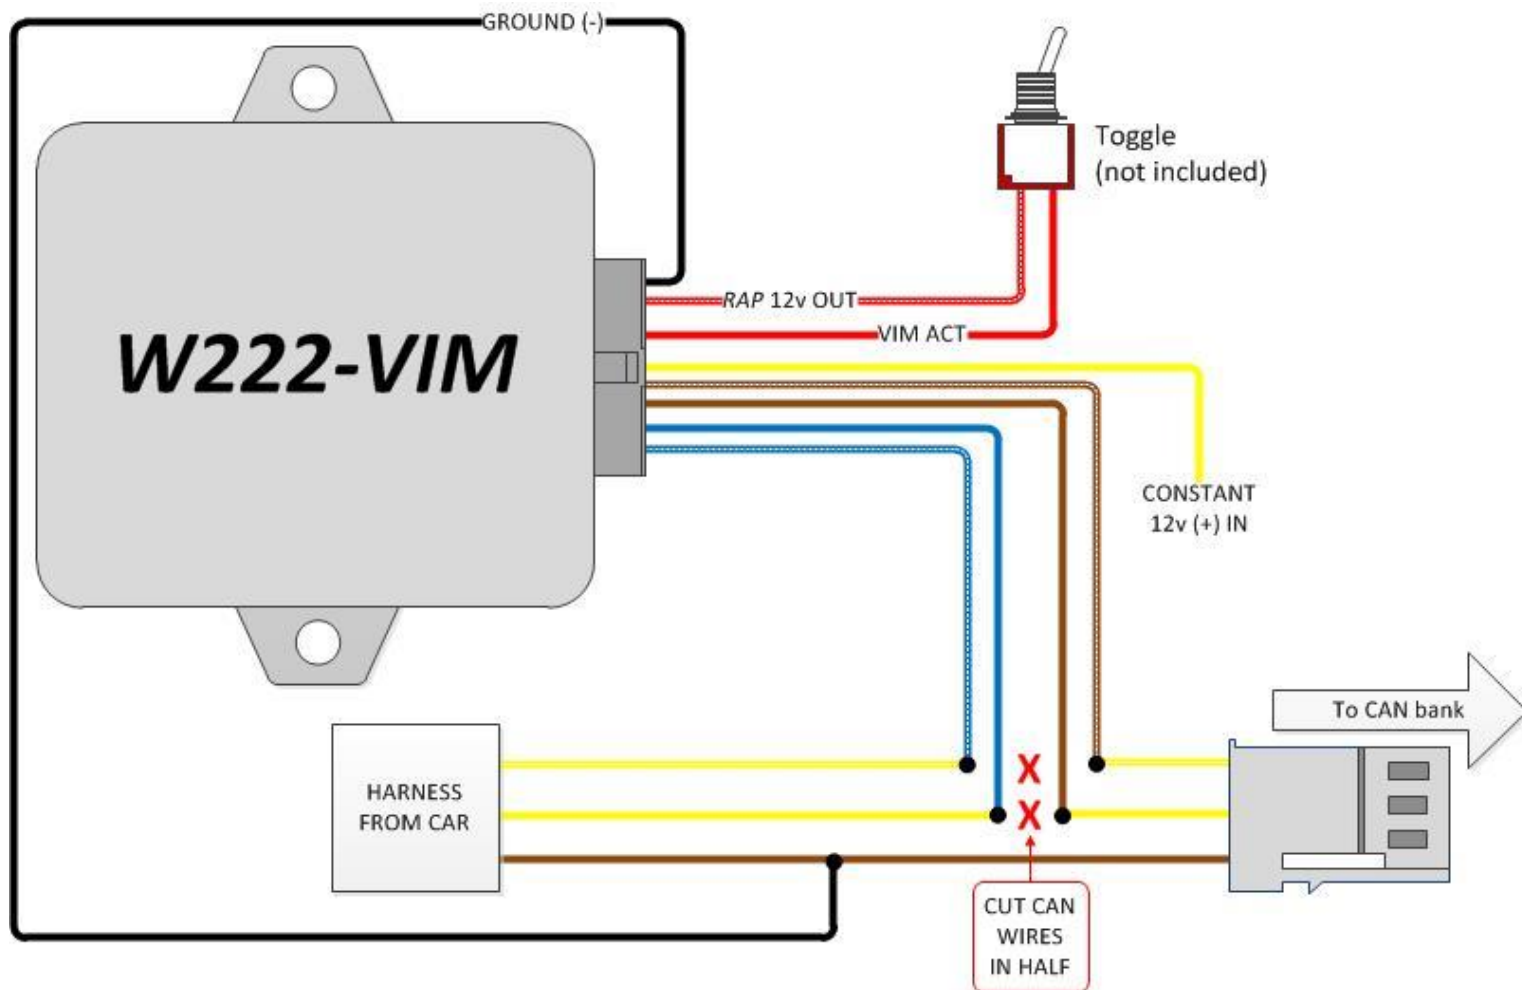 GROUND (-)
Toggle
(not included)
RAP 12v OUT
VIM ACT
W222-VIM
CONSTANT
12v (+) IN
To CAN bank
HARNESS
FROM CAR
X
X
CUT CAN
WIRES
IN HALF